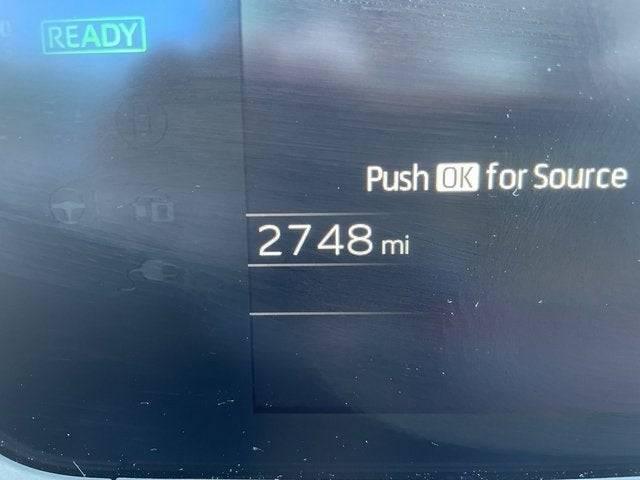 READY
Push OK for Source
2748 mi